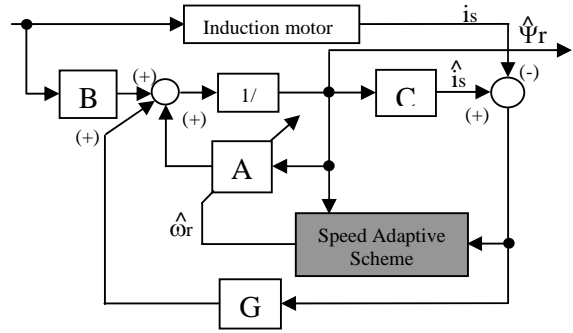 Induction motor
is
Ψ̂r
B
(+)
1/
C
îs
(-)
(+)
(+)
(+)
A
ω̂r
Speed Adaptive
Scheme
G